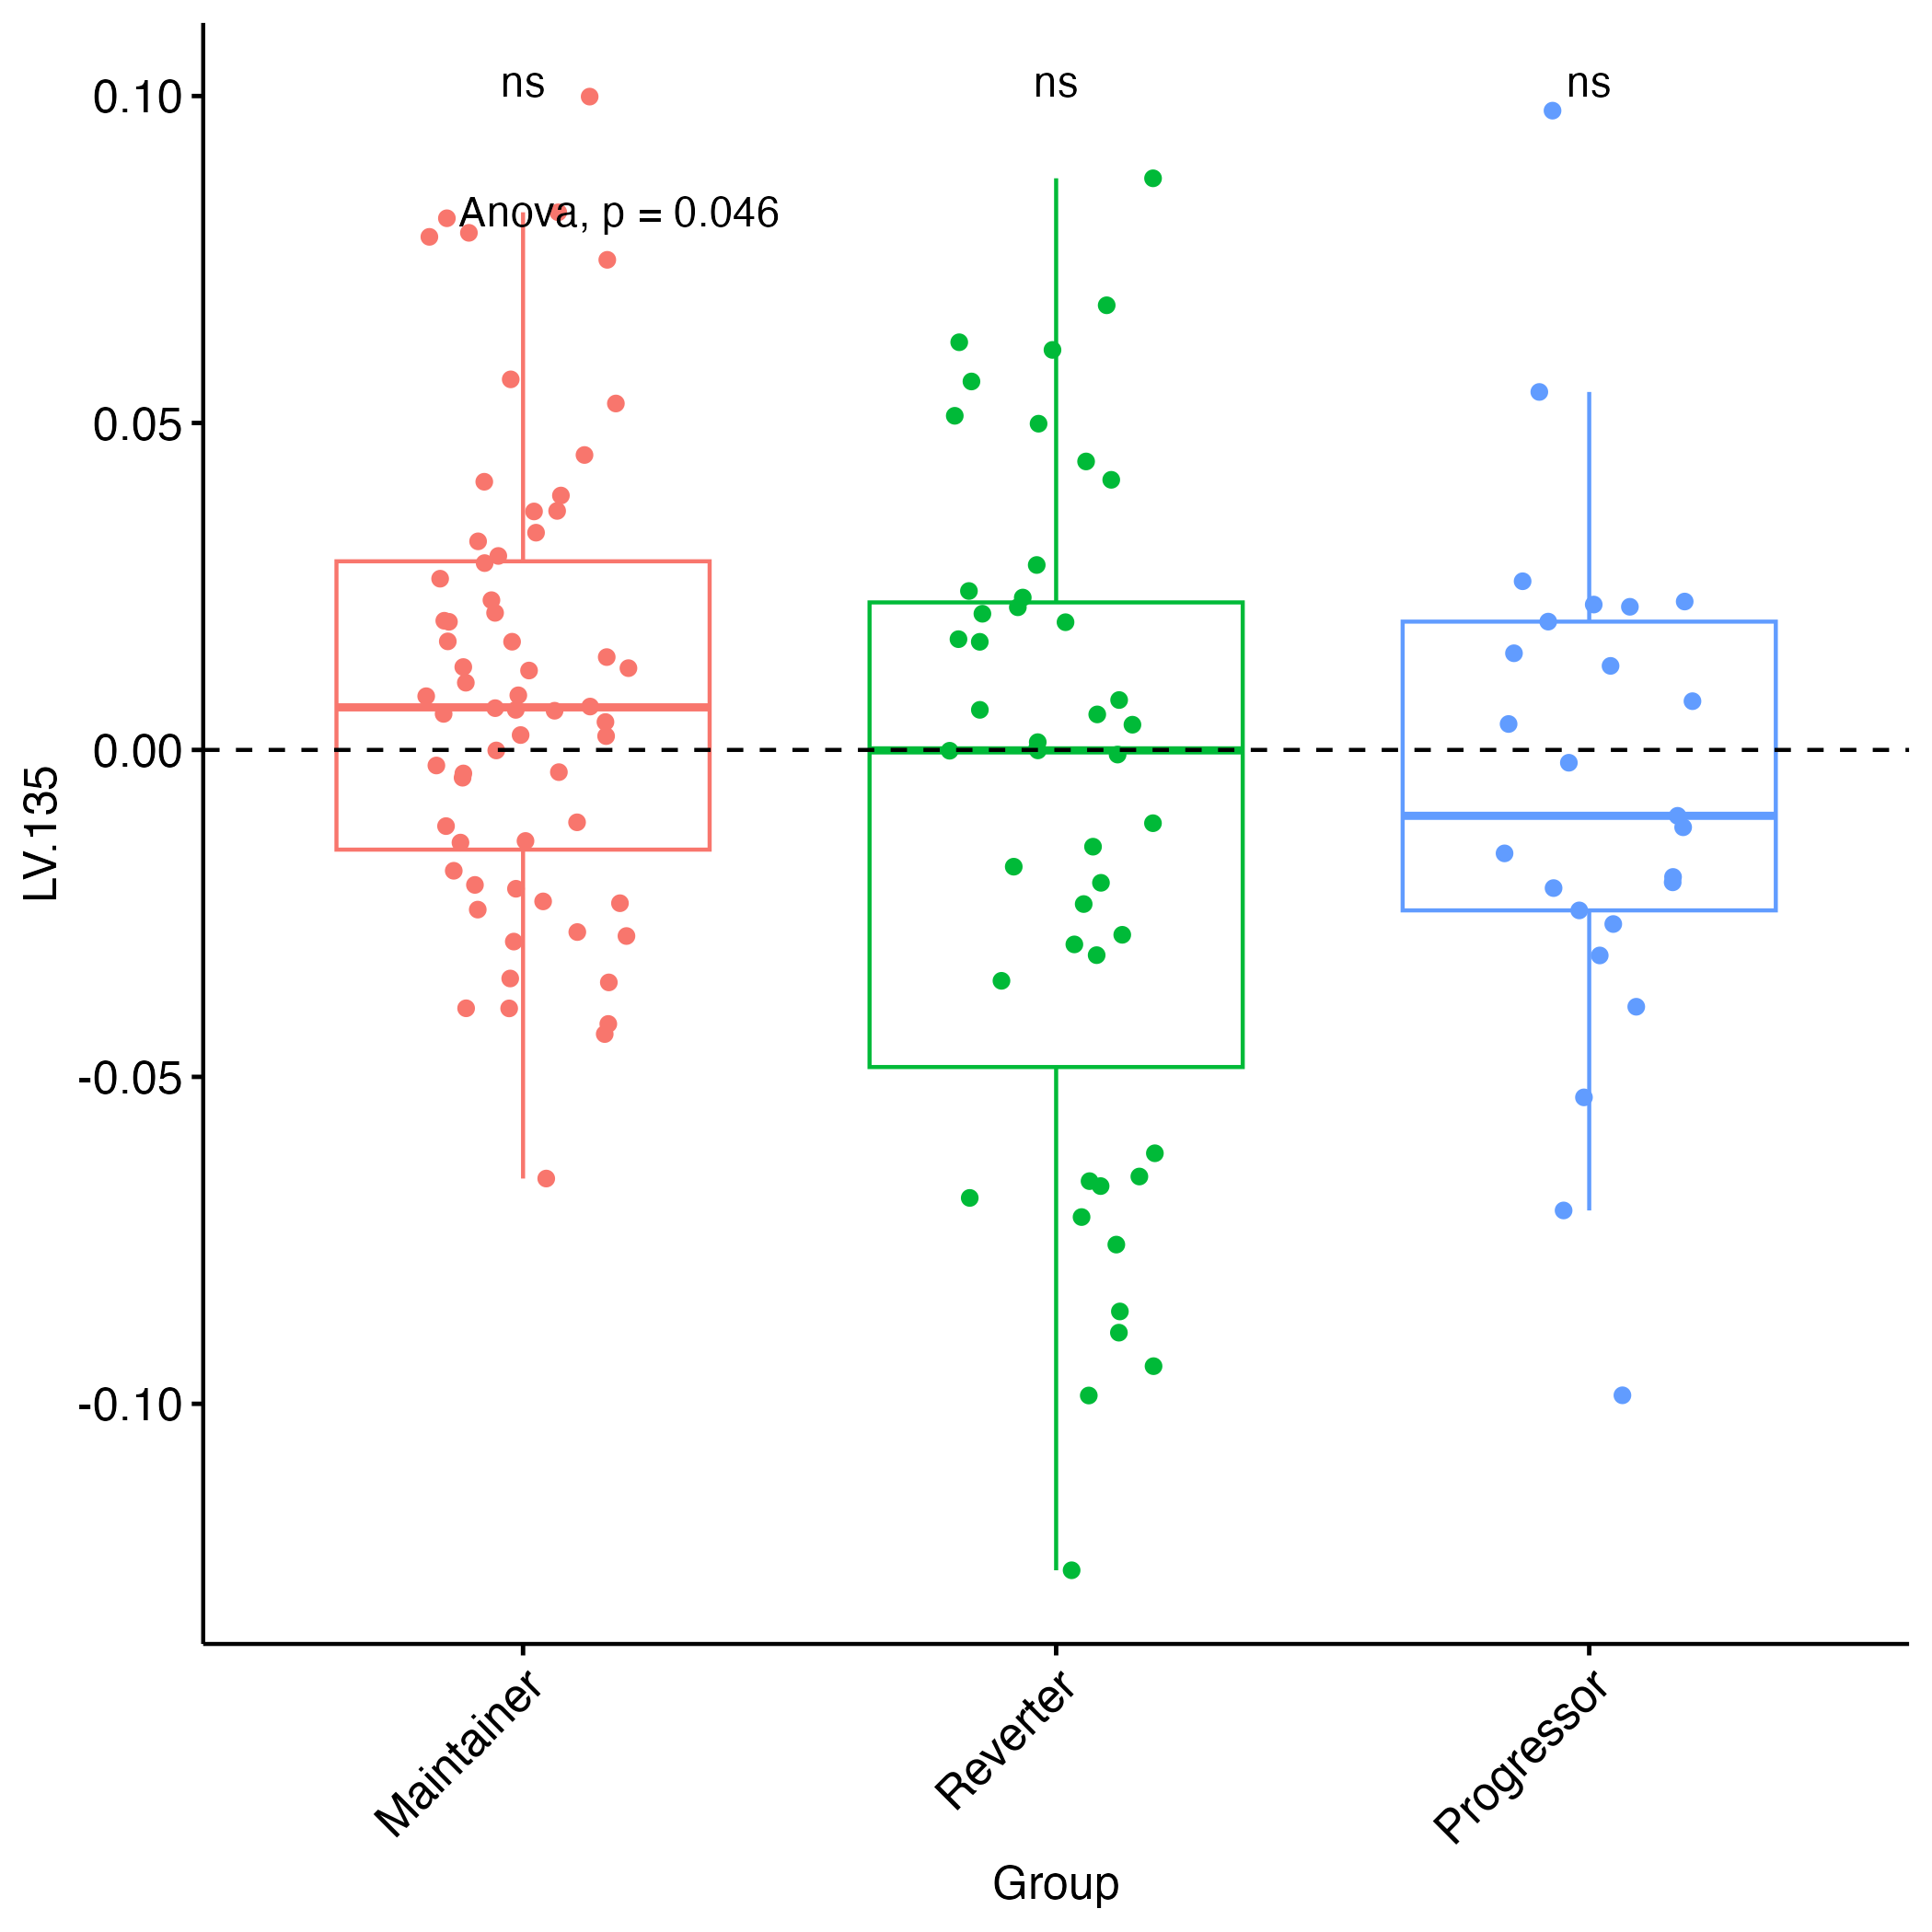 ns ns ns
Anova, p = 0.046
0.10
0.05
0.00
-0.05
-0.10
LV.135
Maintainer
Reverter
Progressor
Group